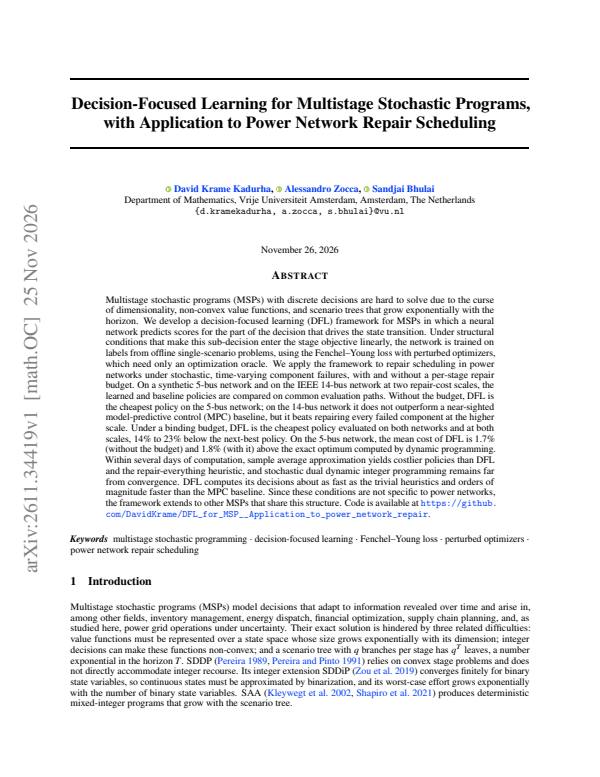 Decision-Focused Learning for Multistage Stochastic Programs,
with Application to Power Network Repair Scheduling
David Krame Kadurha, Alessandro Zocca, Sandjai Bhulai
Department of Mathematics, Vrije Universiteit Amsterdam, Amsterdam, The Netherlands
{d.kramekadurha, a.zocca, s.bhulai}@vu.nl
November 26, 2026
ABSTRACT
Multistage stochastic programs (MSPs) with discrete decisions are hard to solve due to the curse
of dimensionality, non-convex value functions, and scenario trees that grow exponentially with the
horizon. We develop a decision-focused learning (DFL) framework for MSPs in which a neural
network predicts scores for the part of the decision that drives the state transition. Under structural
conditions that make this sub-decision enter the stage objective linearly, the network is trained on
labels from offline single-scenario problems, using the Fenchel–Young loss with perturbed optimizers,
which need only an optimization oracle. We apply the framework to repair scheduling in power
networks under stochastic, time-varying component failures, with and without a per-stage repair
budget. On a synthetic 5-bus network and on the IEEE 14-bus network at two repair-cost scales, the
learned and baseline policies are compared on common evaluation paths. Without the budget, DFL
is the cheapest policy on the 5-bus network; on the 14-bus network it does not outperform a near-sighted
model-predictive control (MPC) baseline, but it beats repairing every failed component at the higher
scale. Under a binding budget, DFL is the cheapest policy evaluated on both networks and at both
scales, 14% to 23% below the next-best policy. On the 5-bus network, the mean cost of DFL is 1.7%
(without the budget) and 1.8% (with it) above the exact optimum computed by dynamic programming.
Within several days of computation, sample average approximation yields costlier policies than DFL
and the repair-everything heuristic, and stochastic dual dynamic integer programming remains far
from convergence. DFL computes its decisions about as fast as the trivial heuristics and orders of
magnitude faster than the MPC baseline. Since these conditions are not specific to power networks,
the framework extends to other MSPs that share this structure. Code is available at https://github.
com/DavidKrame/DFL_for_MSP__Application_to_power_network_repair.
Keywords multistage stochastic programming · decision-focused learning · Fenchel–Young loss · perturbed optimizers ·
power network repair scheduling
1 Introduction
Multistage stochastic programs (MSPs) model decisions that adapt to information revealed over time and arise in,
among other fields, inventory management, energy dispatch, financial optimization, supply chain planning, and, as
studied here, power grid operations under uncertainty. Their exact solution is hindered by three related difficulties:
value functions must be represented over a state space whose size grows exponentially with its dimension; integer
decisions can make these functions non-convex; and a scenario tree with q branches per stage has q^T leaves, a number
exponential in the horizon T. SDDP (Pereira 1989, Pereira and Pinto 1991) relies on convex stage problems and does
not directly accommodate integer recourse. Its integer extension SDDiP (Zou et al. 2019) converges finitely for binary
state variables, so continuous states must be approximated by binarization, and its worst-case effort grows exponentially
with the number of binary state variables. SAA (Kleywegt et al. 2002, Shapiro et al. 2021) produces deterministic
mixed-integer programs that grow with the scenario tree.
arXiv:2611.34419v1 [math.OC] 25 Nov 2026